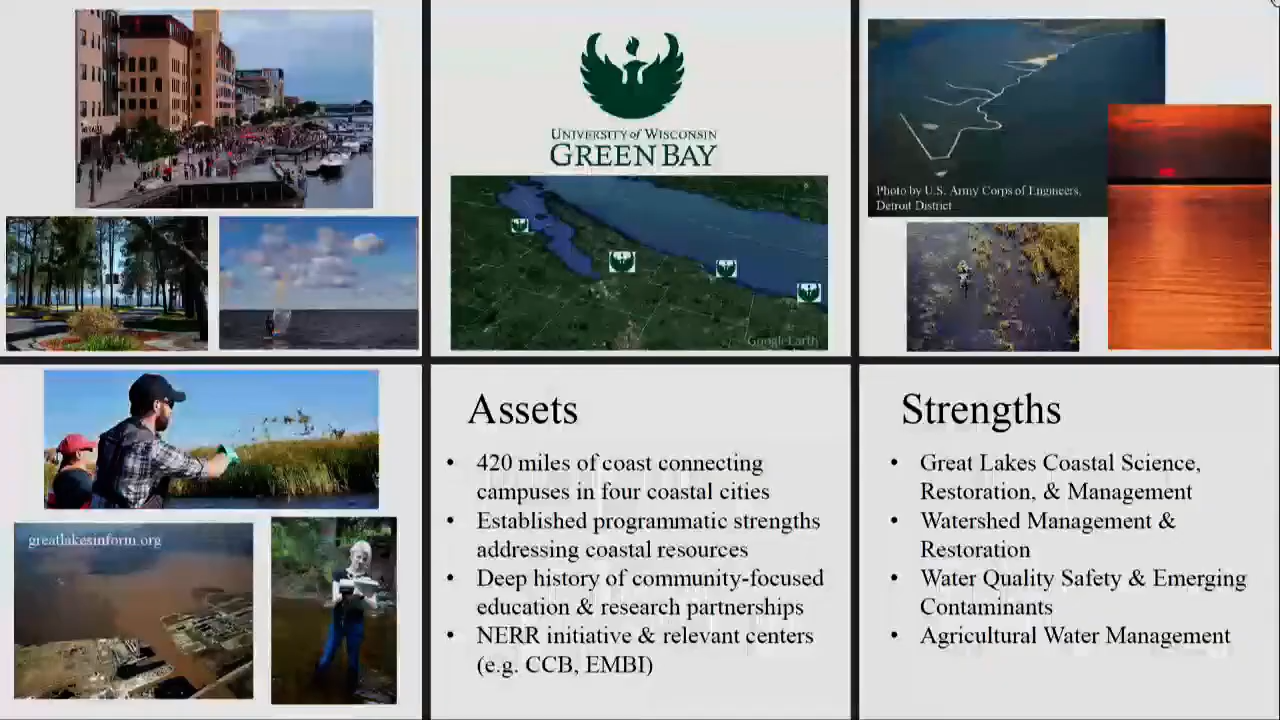 UNIVERSITY of WISCONSIN
GREEN BAY
GoogleEarth
Photo by U.S. Army Corps of Engineers,
Detroit District
greatlakesinform.org
Assets
• 420 miles of coast connecting
campuses in four coastal cities
• Established programmatic strengths
addressing coastal resources
• Deep history of community-focused
education & research partnerships
• NERR initiative & relevant centers
(e.g. CCB, EMBI)
Strengths
• Great Lakes Coastal Science,
Restoration, & Management
• Watershed Management &
Restoration
• Water Quality Safety & Emerging
Contaminants
• Agricultural Water Management